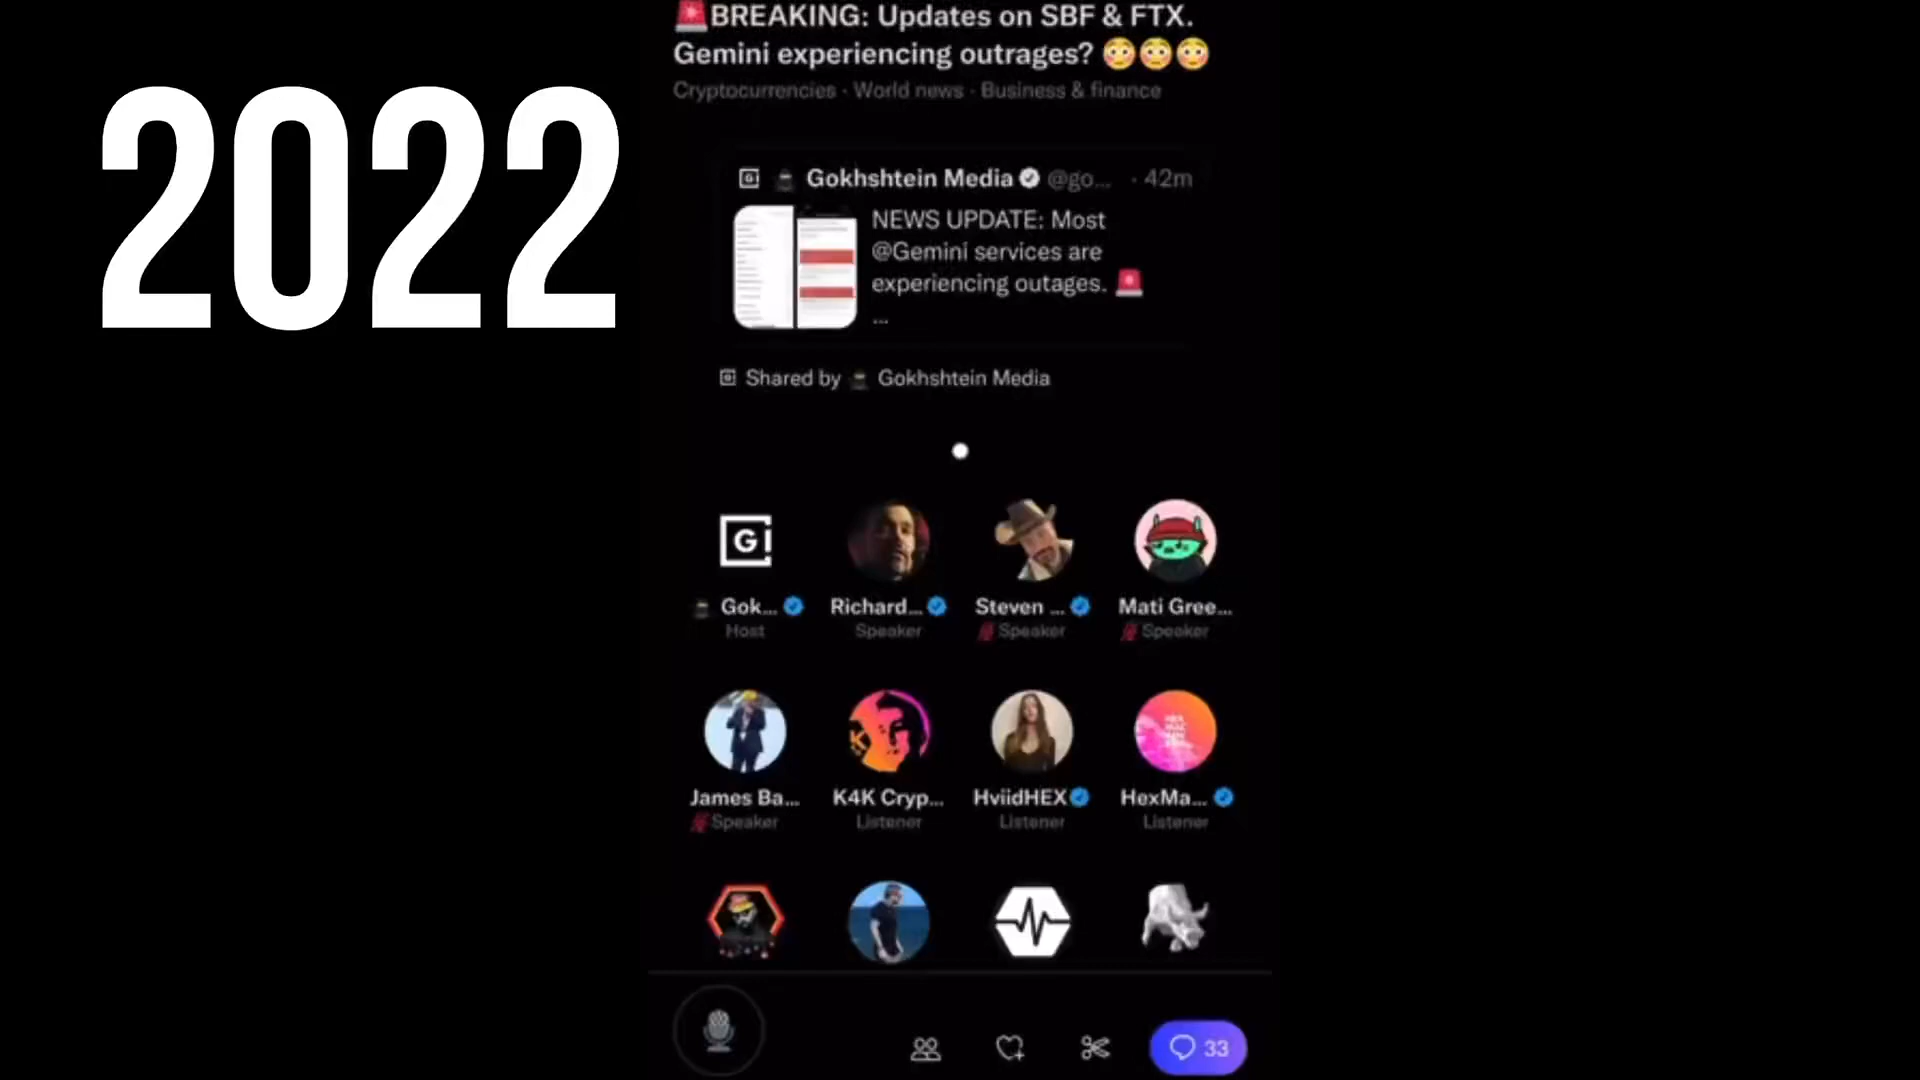 2022
🚨BREAKING: Updates on SBF & FTX.
Gemini experiencing outrages? 😳😳😳
Cryptocurrencies · World news · Business & finance
Gokhshtein Media @go... · 42m
NEWS UPDATE: Most
@Gemini services are
experiencing outages. 🚨
...
Shared by Gokhshtein Media
G
Gok... Richard... Steven ... Mati Gree...
Host Speaker Speaker Speaker
James Ba... K4K Cryp... HviidHEX HexMa...
Speaker Listener Listener Listener
33